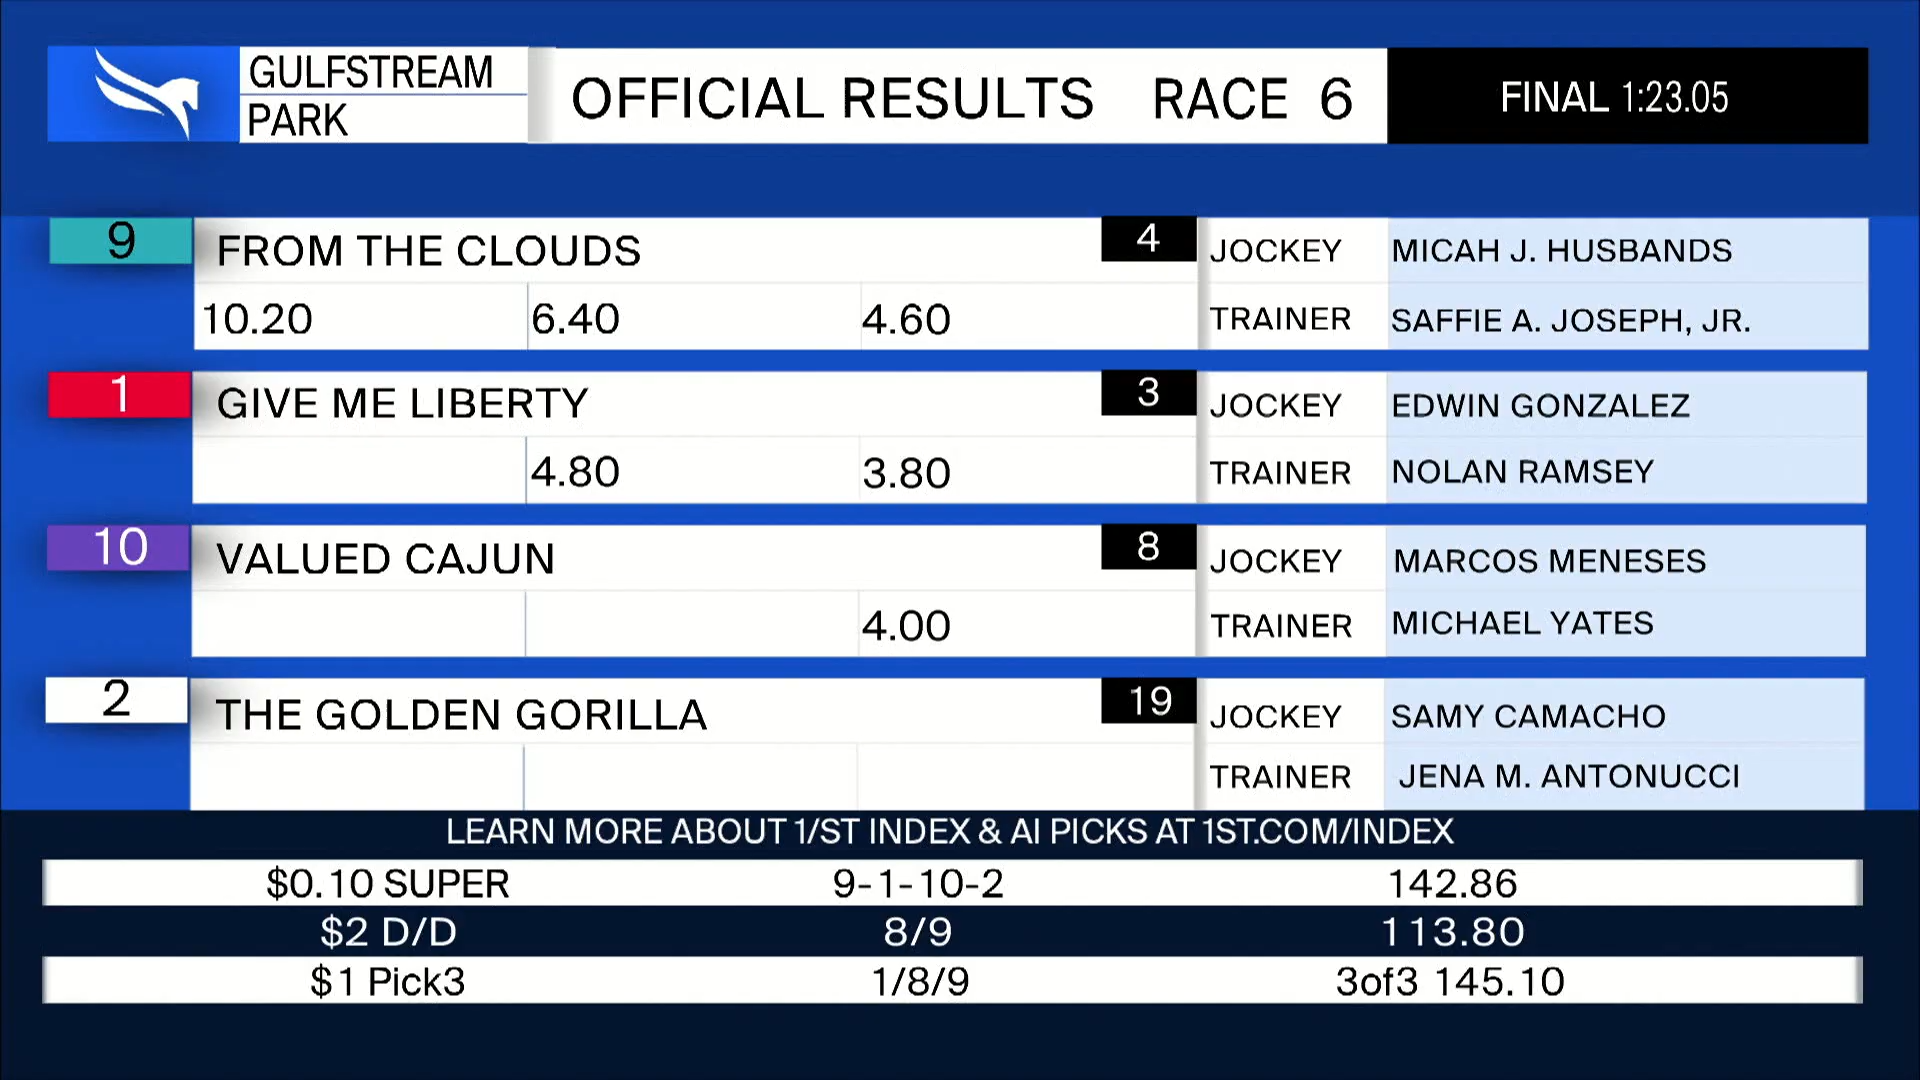 GULFSTREAM
PARK
OFFICIAL RESULTS RACE 6
FINAL 1:23.05
9 FROM THE CLOUDS 4 JOCKEY MICAH J. HUSBANDS
10.20 6.40 4.60 TRAINER SAFFIE A. JOSEPH, JR.
1 GIVE ME LIBERTY 3 JOCKEY EDWIN GONZALEZ
4.80 3.80 TRAINER NOLAN RAMSEY
10 VALUED CAJUN 8 JOCKEY MARCOS MENESES
4.00 TRAINER MICHAEL YATES
2 THE GOLDEN GORILLA 19 JOCKEY SAMY CAMACHO
TRAINER JENA M. ANTONUCCI
LEARN MORE ABOUT 1/ST INDEX & AI PICKS AT 1ST.COM/INDEX
$0.10 SUPER 9-1-10-2 142.86
$2 D/D 8/9 113.80
$1 Pick3 1/8/9 3of3 145.10